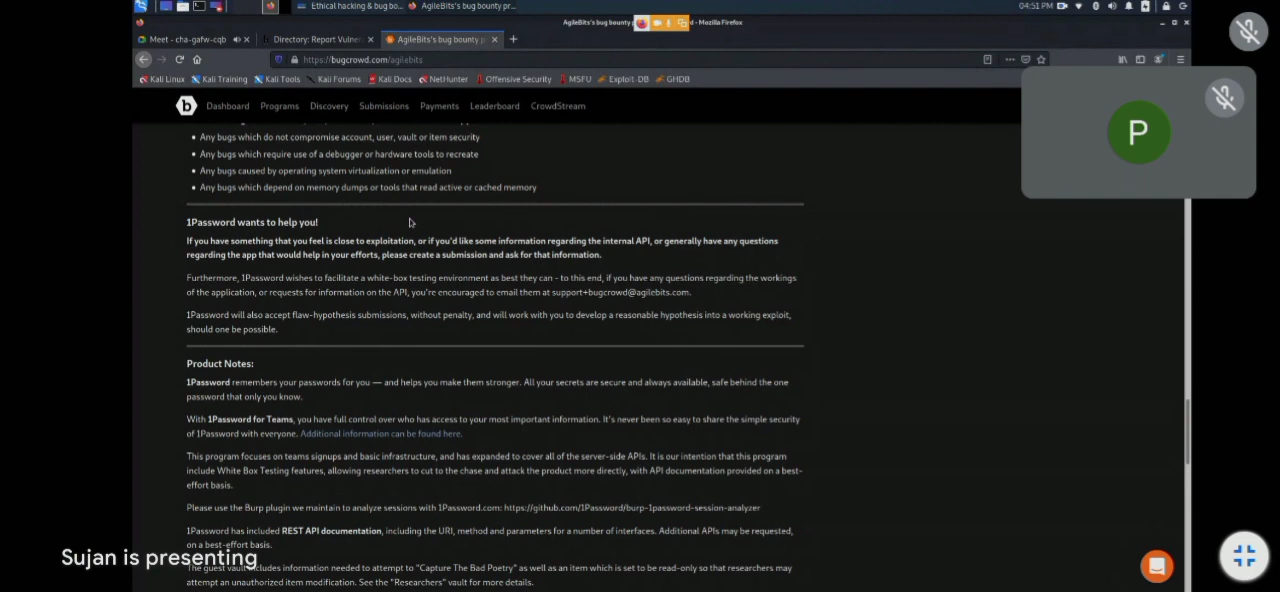 04:51 PM
Ethical hacking & bug bo...
AgileBits's bug bounty pr...
AgileBits's bug bounty p
d - Mozilla Firefox
Meet - cha-gafw-cqb
Directory: Report Vulner
AgileBits's bug bounty p
https://bugcrowd.com/agilebits
Kali Linux
Kali Training
Kali Tools
Kali Forums
Kali Docs
NetHunter
Offensive Security
MSFU
Exploit-DB
GHDB
b
Dashboard
Programs
Discovery
Submissions
Payments
Leaderboard
CrowdStream
P
Any bugs which do not compromise account, user, vault or item security
Any bugs which require use of a debugger or hardware tools to recreate
Any bugs caused by operating system virtualization or emulation
Any bugs which depend on memory dumps or tools that read active or cached memory
1Password wants to help you!
If you have something that you feel is close to exploitation, or if you'd like some information regarding the internal API, or generally have any questions
regarding the app that would help in your efforts, please create a submission and ask for that information.
Furthermore, 1Password wishes to facilitate a white-box testing environment as best they can - to this end, if you have any questions regarding the workings
of the application, or requests for information on the API, you're encouraged to email them at support+bugcrowd@agilebits.com.
1Password will also accept flaw-hypothesis submissions, without penalty, and will work with you to develop a reasonable hypothesis into a working exploit,
should one be possible.
Product Notes:
1Password remembers your passwords for you — and helps you make them stronger. All your secrets are secure and always available, safe behind the one
password that only you know.
With 1Password for Teams, you have full control over who has access to your most important information. It's never been so easy to share the simple security
of 1Password with everyone. Additional information can be found here.
This program focuses on teams signups and basic infrastructure, and has expanded to cover all of the server-side APIs. It is our intention that this program
include White Box Testing features, allowing researchers to cut to the chase and attack the product more directly, with API documentation provided on a best-
effort basis.
Please use the Burp plugin we maintain to analyze sessions with 1Password.com: https://github.com/1Password/burp-1password-session-analyzer
1Password has included REST API documentation, including the URI, method and parameters for a number of interfaces. Additional APIs may be requested,
on a best-effort basis.
Sujan is presenting
The guest vault includes information needed to attempt to "Capture The Bad Poetry" as well as an item which is set to be read-only so that researchers may
attempt an unauthorized item modification. See the "Researchers" vault for more details.